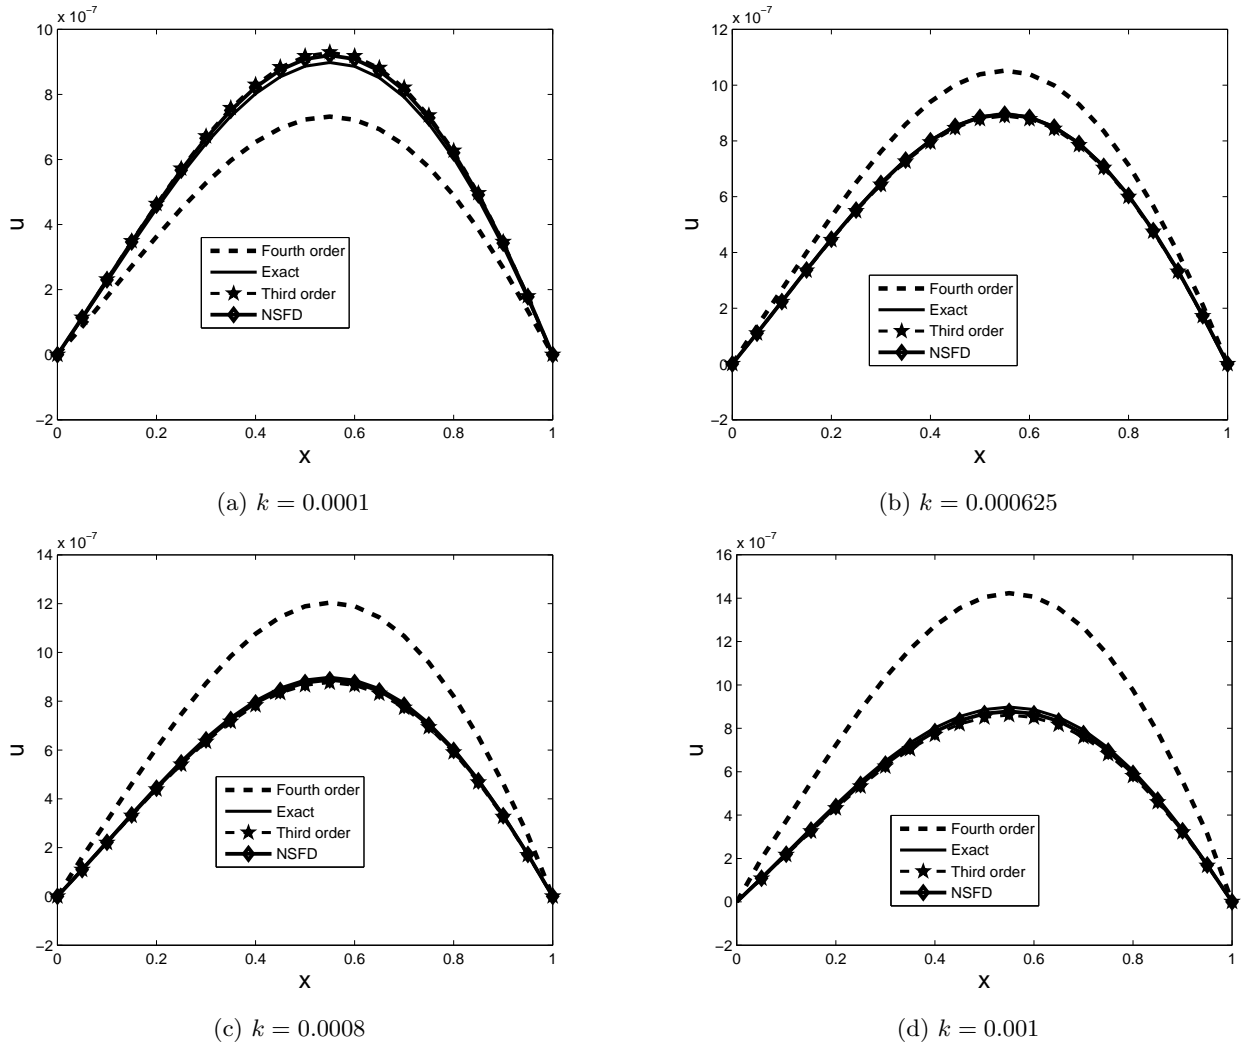 x 10⁻⁷
10
8
6
4
2
0
−2
u
0 0.2 0.4 0.6 0.8 1
x
Fourth order
Exact
Third order
NSFD
(a) k = 0.0001
x 10⁻⁷
12
10
8
6
4
2
0
−2
u
0 0.2 0.4 0.6 0.8 1
x
Fourth order
Exact
Third order
NSFD
(b) k = 0.000625
x 10⁻⁷
14
12
10
8
6
4
2
0
−2
u
0 0.2 0.4 0.6 0.8 1
x
Fourth order
Exact
Third order
NSFD
(c) k = 0.0008
x 10⁻⁷
16
14
12
10
8
6
4
2
0
−2
u
0 0.2 0.4 0.6 0.8 1
x
Fourth order
Exact
Third order
NSFD
(d) k = 0.001